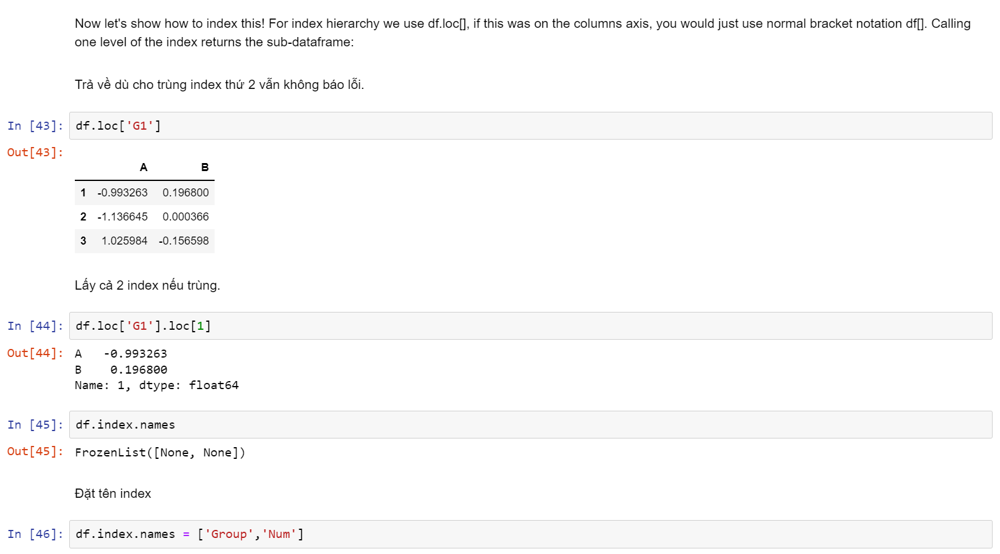 Now let's show how to index this! For index hierarchy we use df.loc[], if this was on the columns axis, you would just use normal bracket notation df[]. Calling
one level of the index returns the sub-dataframe:
Trả về dù cho trùng index thứ 2 vẫn không báo lỗi.
In [43]: df.loc['G1']
Out[43]:
A B
1 -0.993263 0.196800
2 -1.136645 0.000366
3 1.025984 -0.156598
Lấy cả 2 index nếu trùng.
In [44]: df.loc['G1'].loc[1]
Out[44]: A -0.993263
B 0.196800
Name: 1, dtype: float64
In [45]: df.index.names
Out[45]: FrozenList([None, None])
Đặt tên index
In [46]: df.index.names = ['Group','Num']